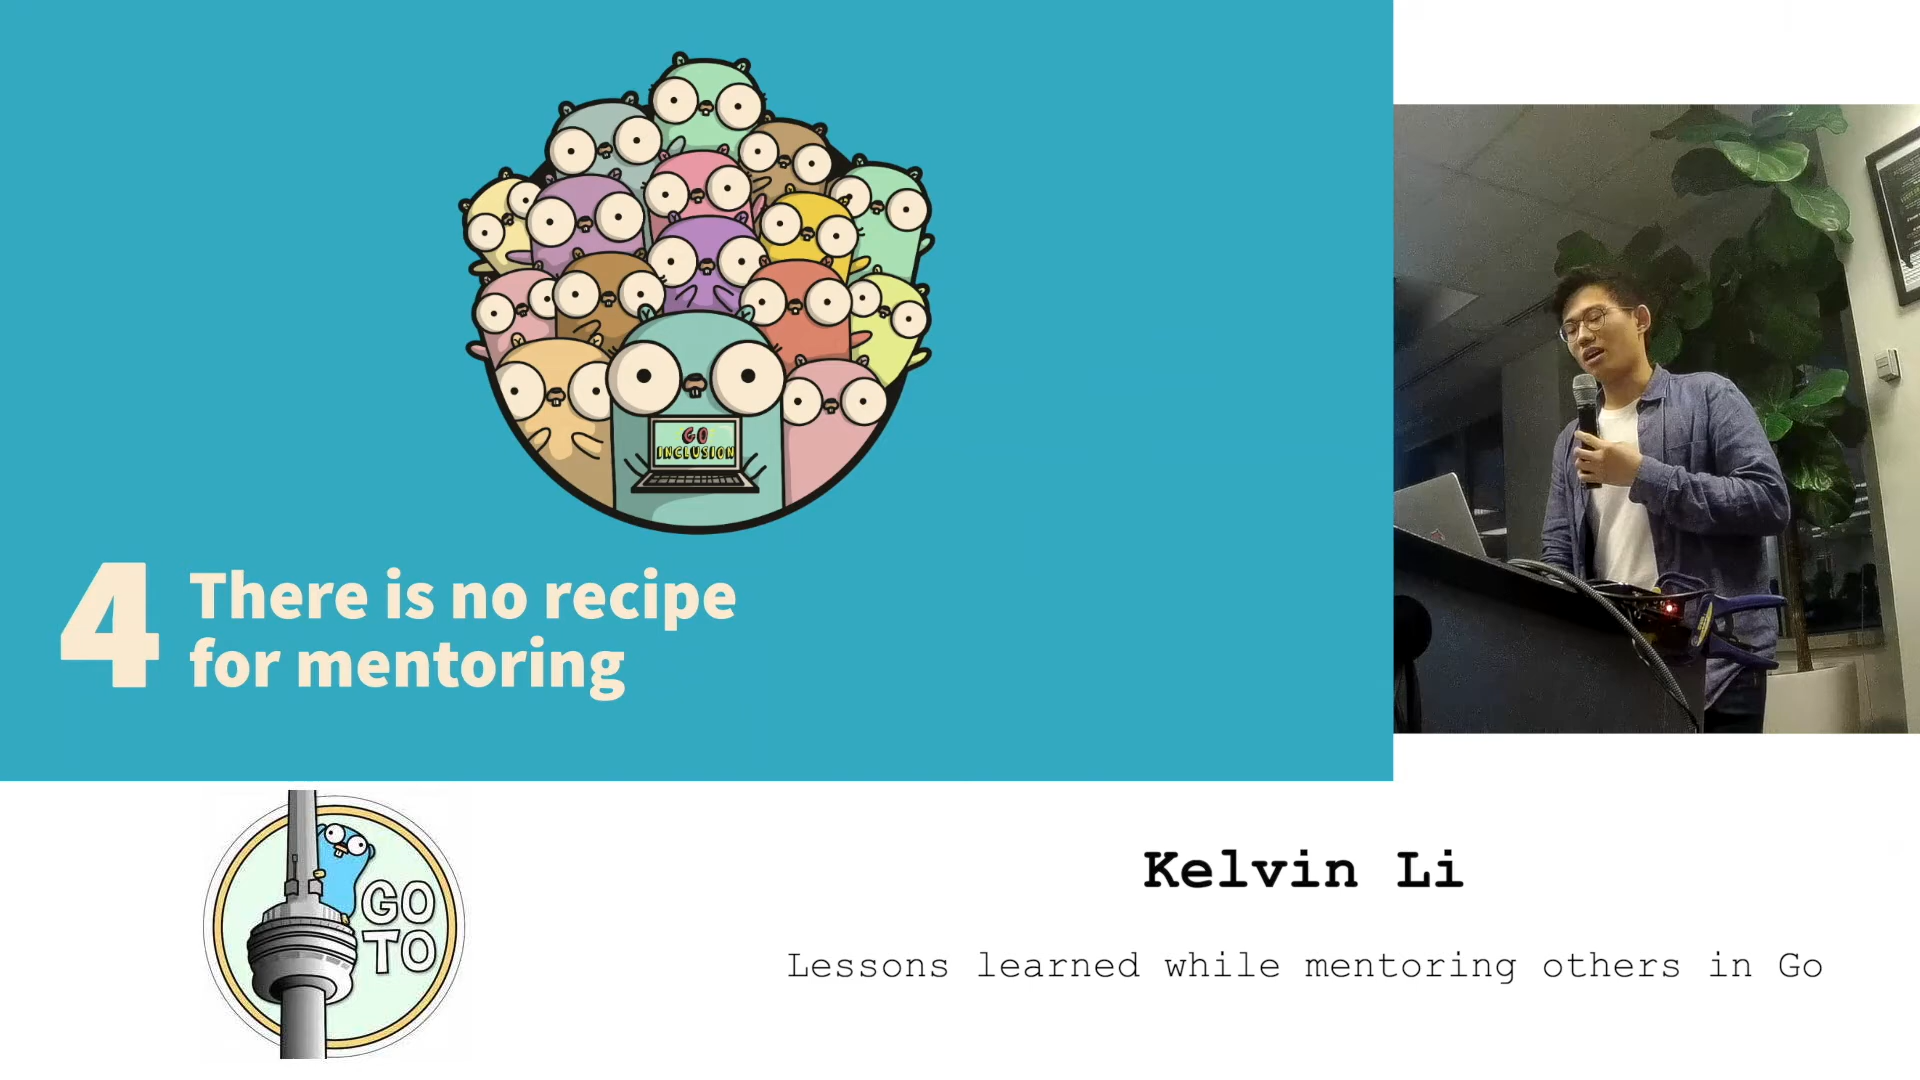 GO
INCLUSION
4 There is no recipe
for mentoring
GO
TO
Kelvin Li
Lessons learned while mentoring others in Go